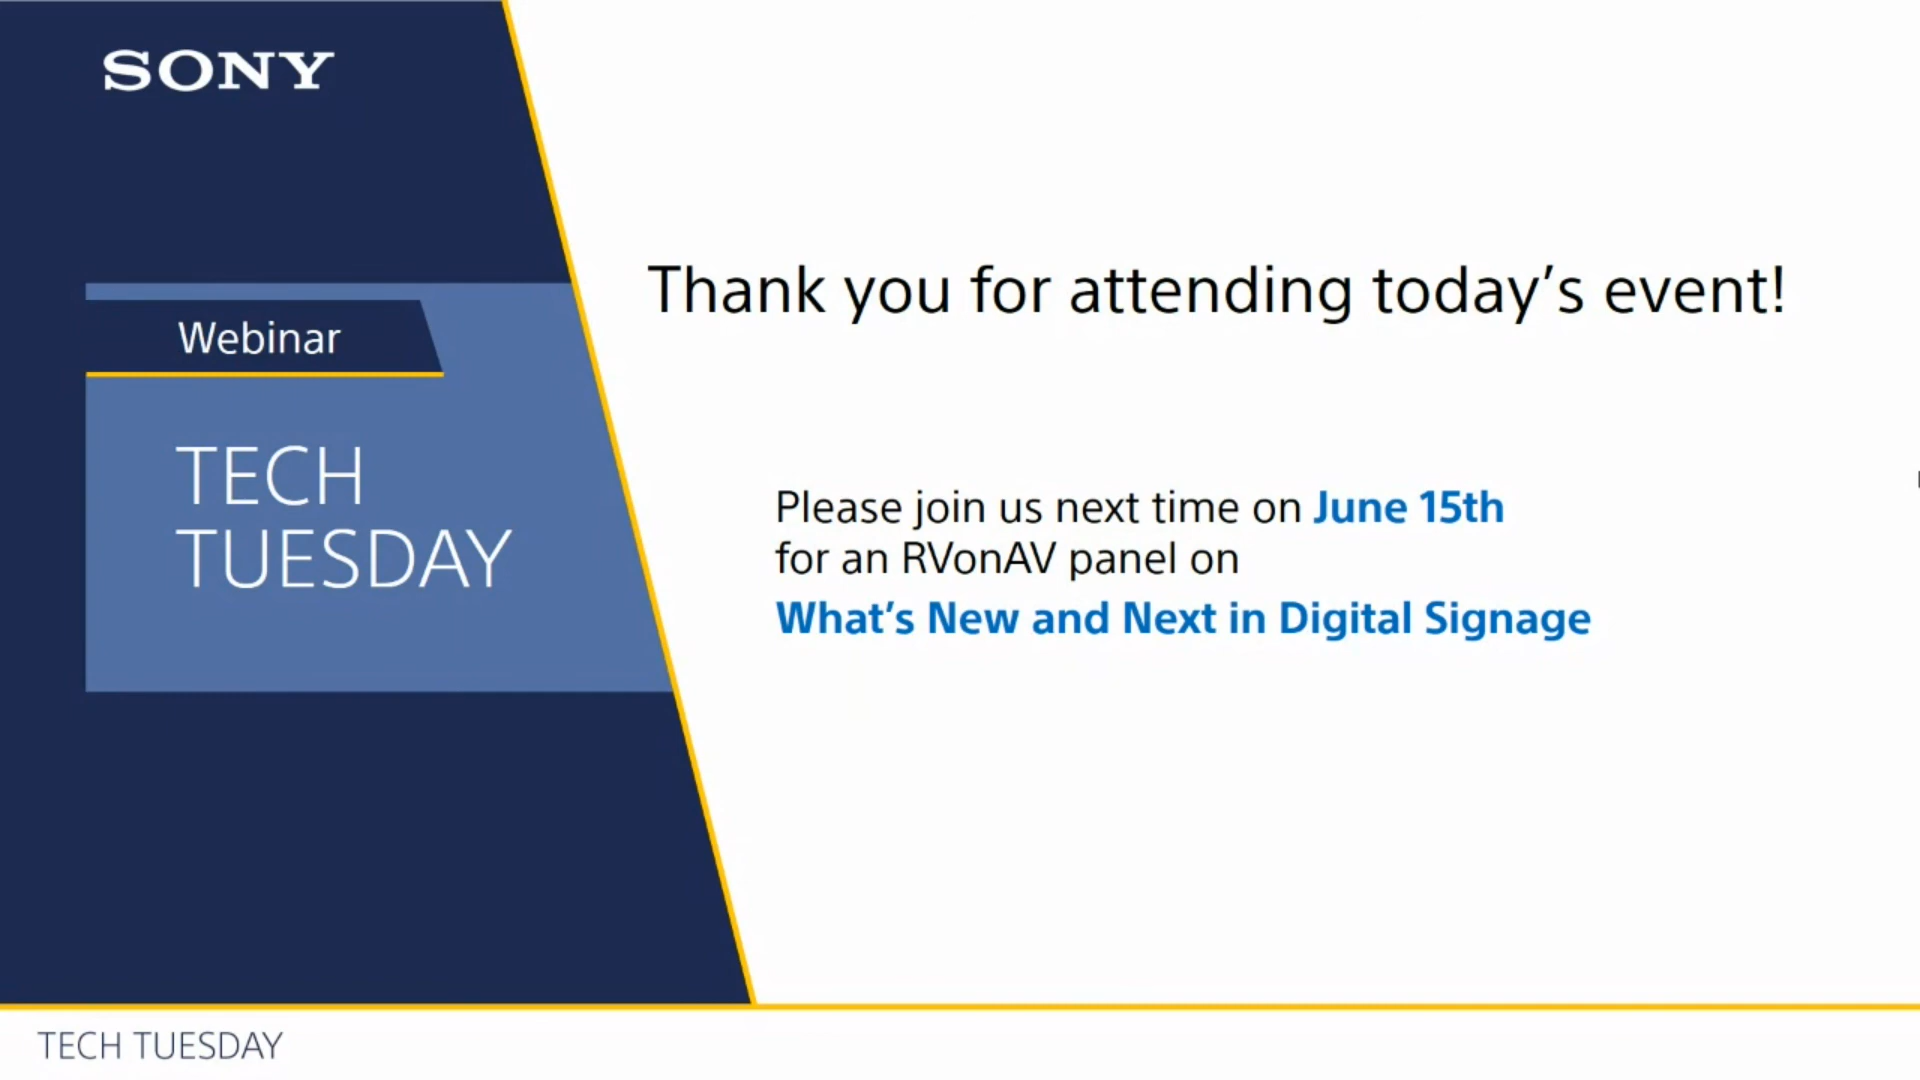 SONY
Webinar
TECH
TUESDAY
Thank you for attending today’s event!
Please join us next time on June 15th
for an RVonAV panel on
What’s New and Next in Digital Signage
TECH TUESDAY